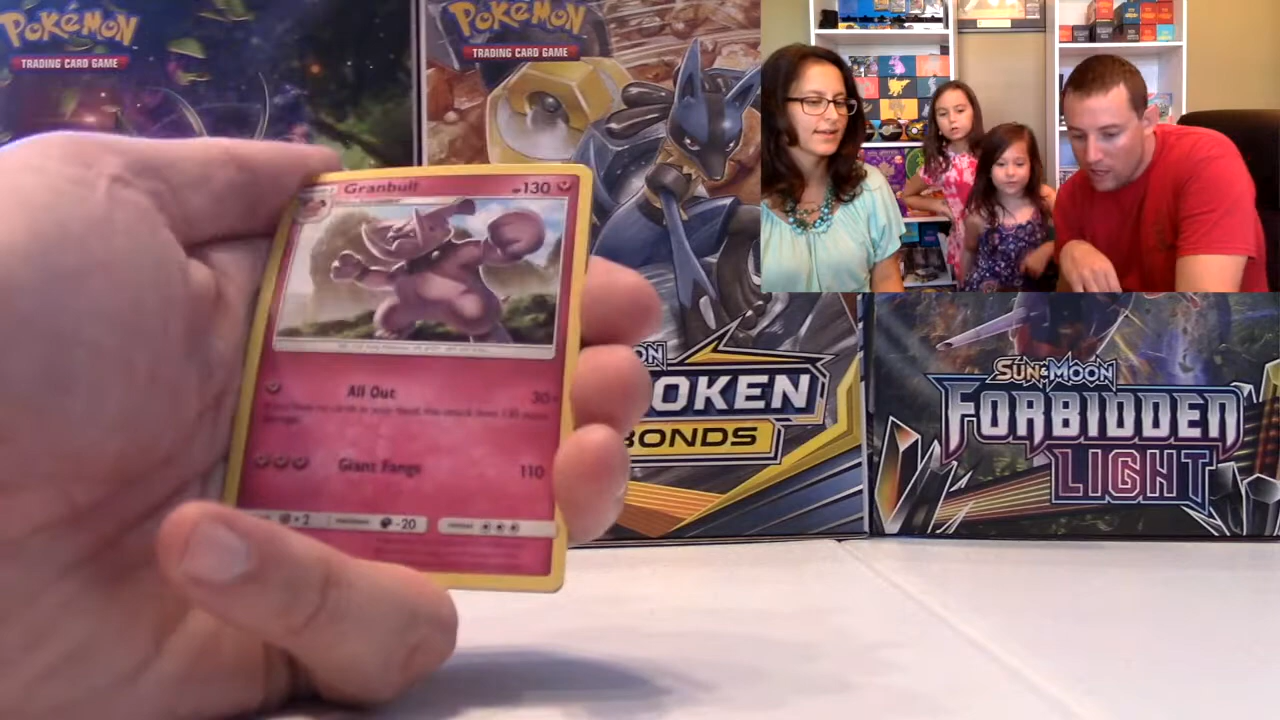 POKéMON
TRADING CARD GAME
POKéMON
TRADING CARD GAME
Granbull 130
All Out 30+
Giant Fangs 110
×2 -20
OKEN
BONDS
SUN & MOON
FORBIDDEN
LIGHT